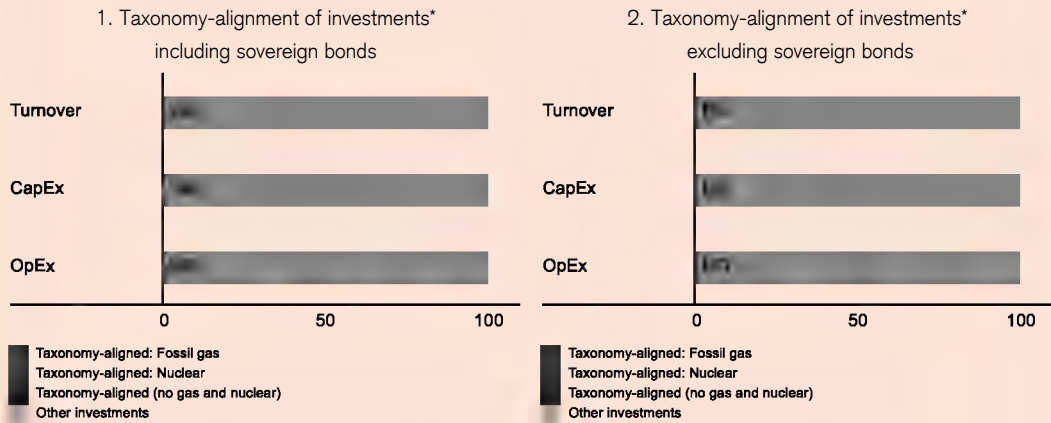 1. Taxonomy-alignment of investments*
including sovereign bonds
Turnover
CapEx
OpEx
0 50 100
Taxonomy-aligned: Fossil gas
Taxonomy-aligned: Nuclear
Taxonomy-aligned (no gas and nuclear)
Other investments
2. Taxonomy-alignment of investments*
excluding sovereign bonds
Turnover
CapEx
OpEx
0 50 100
Taxonomy-aligned: Fossil gas
Taxonomy-aligned: Nuclear
Taxonomy-aligned (no gas and nuclear)
Other investments